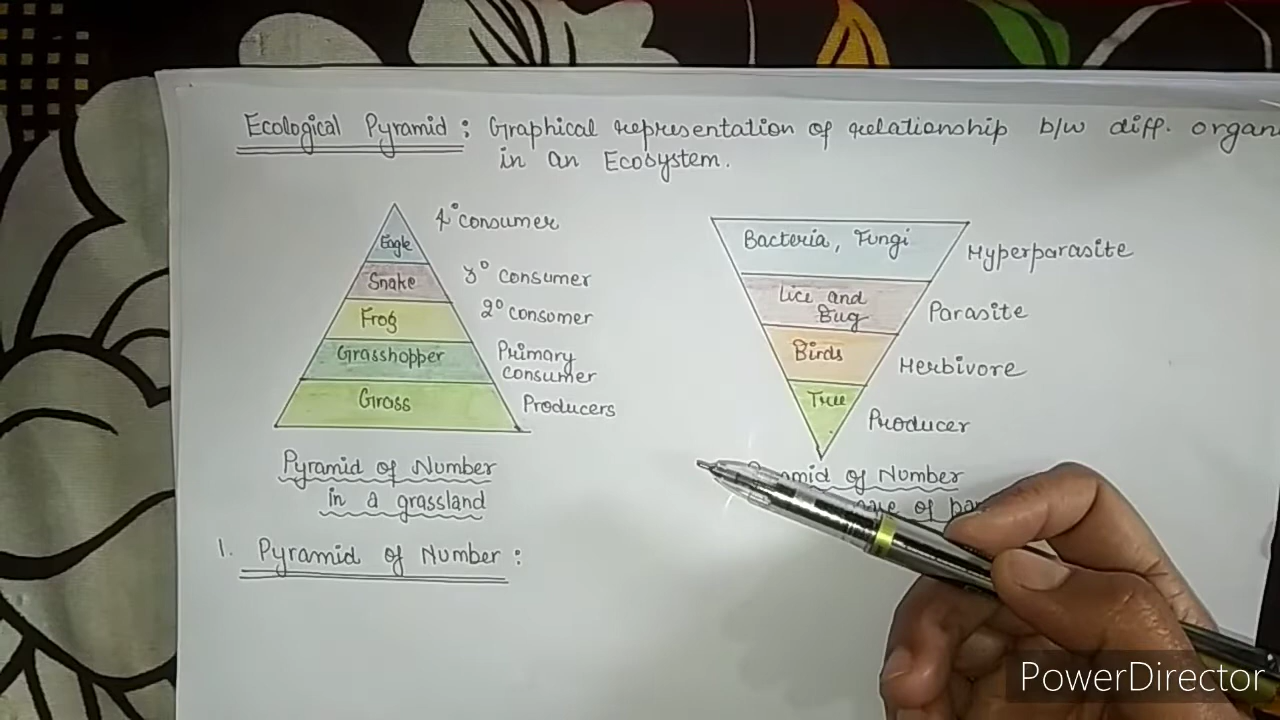 Ecological Pyramid : Graphical representation of relationship b/w diff. organ
in an Ecosystem.
Eagle
4° consumer
Snake
3° consumer
Frog
2° consumer
Grasshopper
Primary
consumer
Grass
Producers
Pyramid of Number
in a grassland
Bacteria, Fungi
Hyperparasite
Lice and
Bug
Parasite
Birds
Herbivore
Tree
Producer
of Number
of
1. Pyramid of Number :
PowerDirector